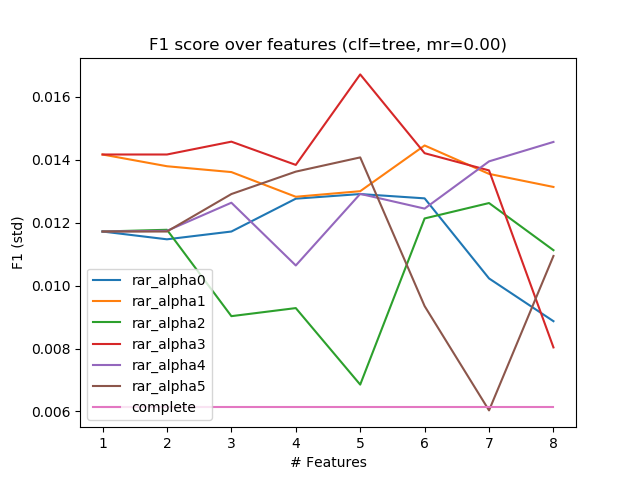 F1 score over features (clf=tree, mr=0.00)
F1 (std)
0.016
0.014
0.012
0.010
0.008
0.006
rar_alpha0
rar_alpha1
rar_alpha2
rar_alpha3
rar_alpha4
rar_alpha5
complete
1 2 3 4 5 6 7 8
# Features